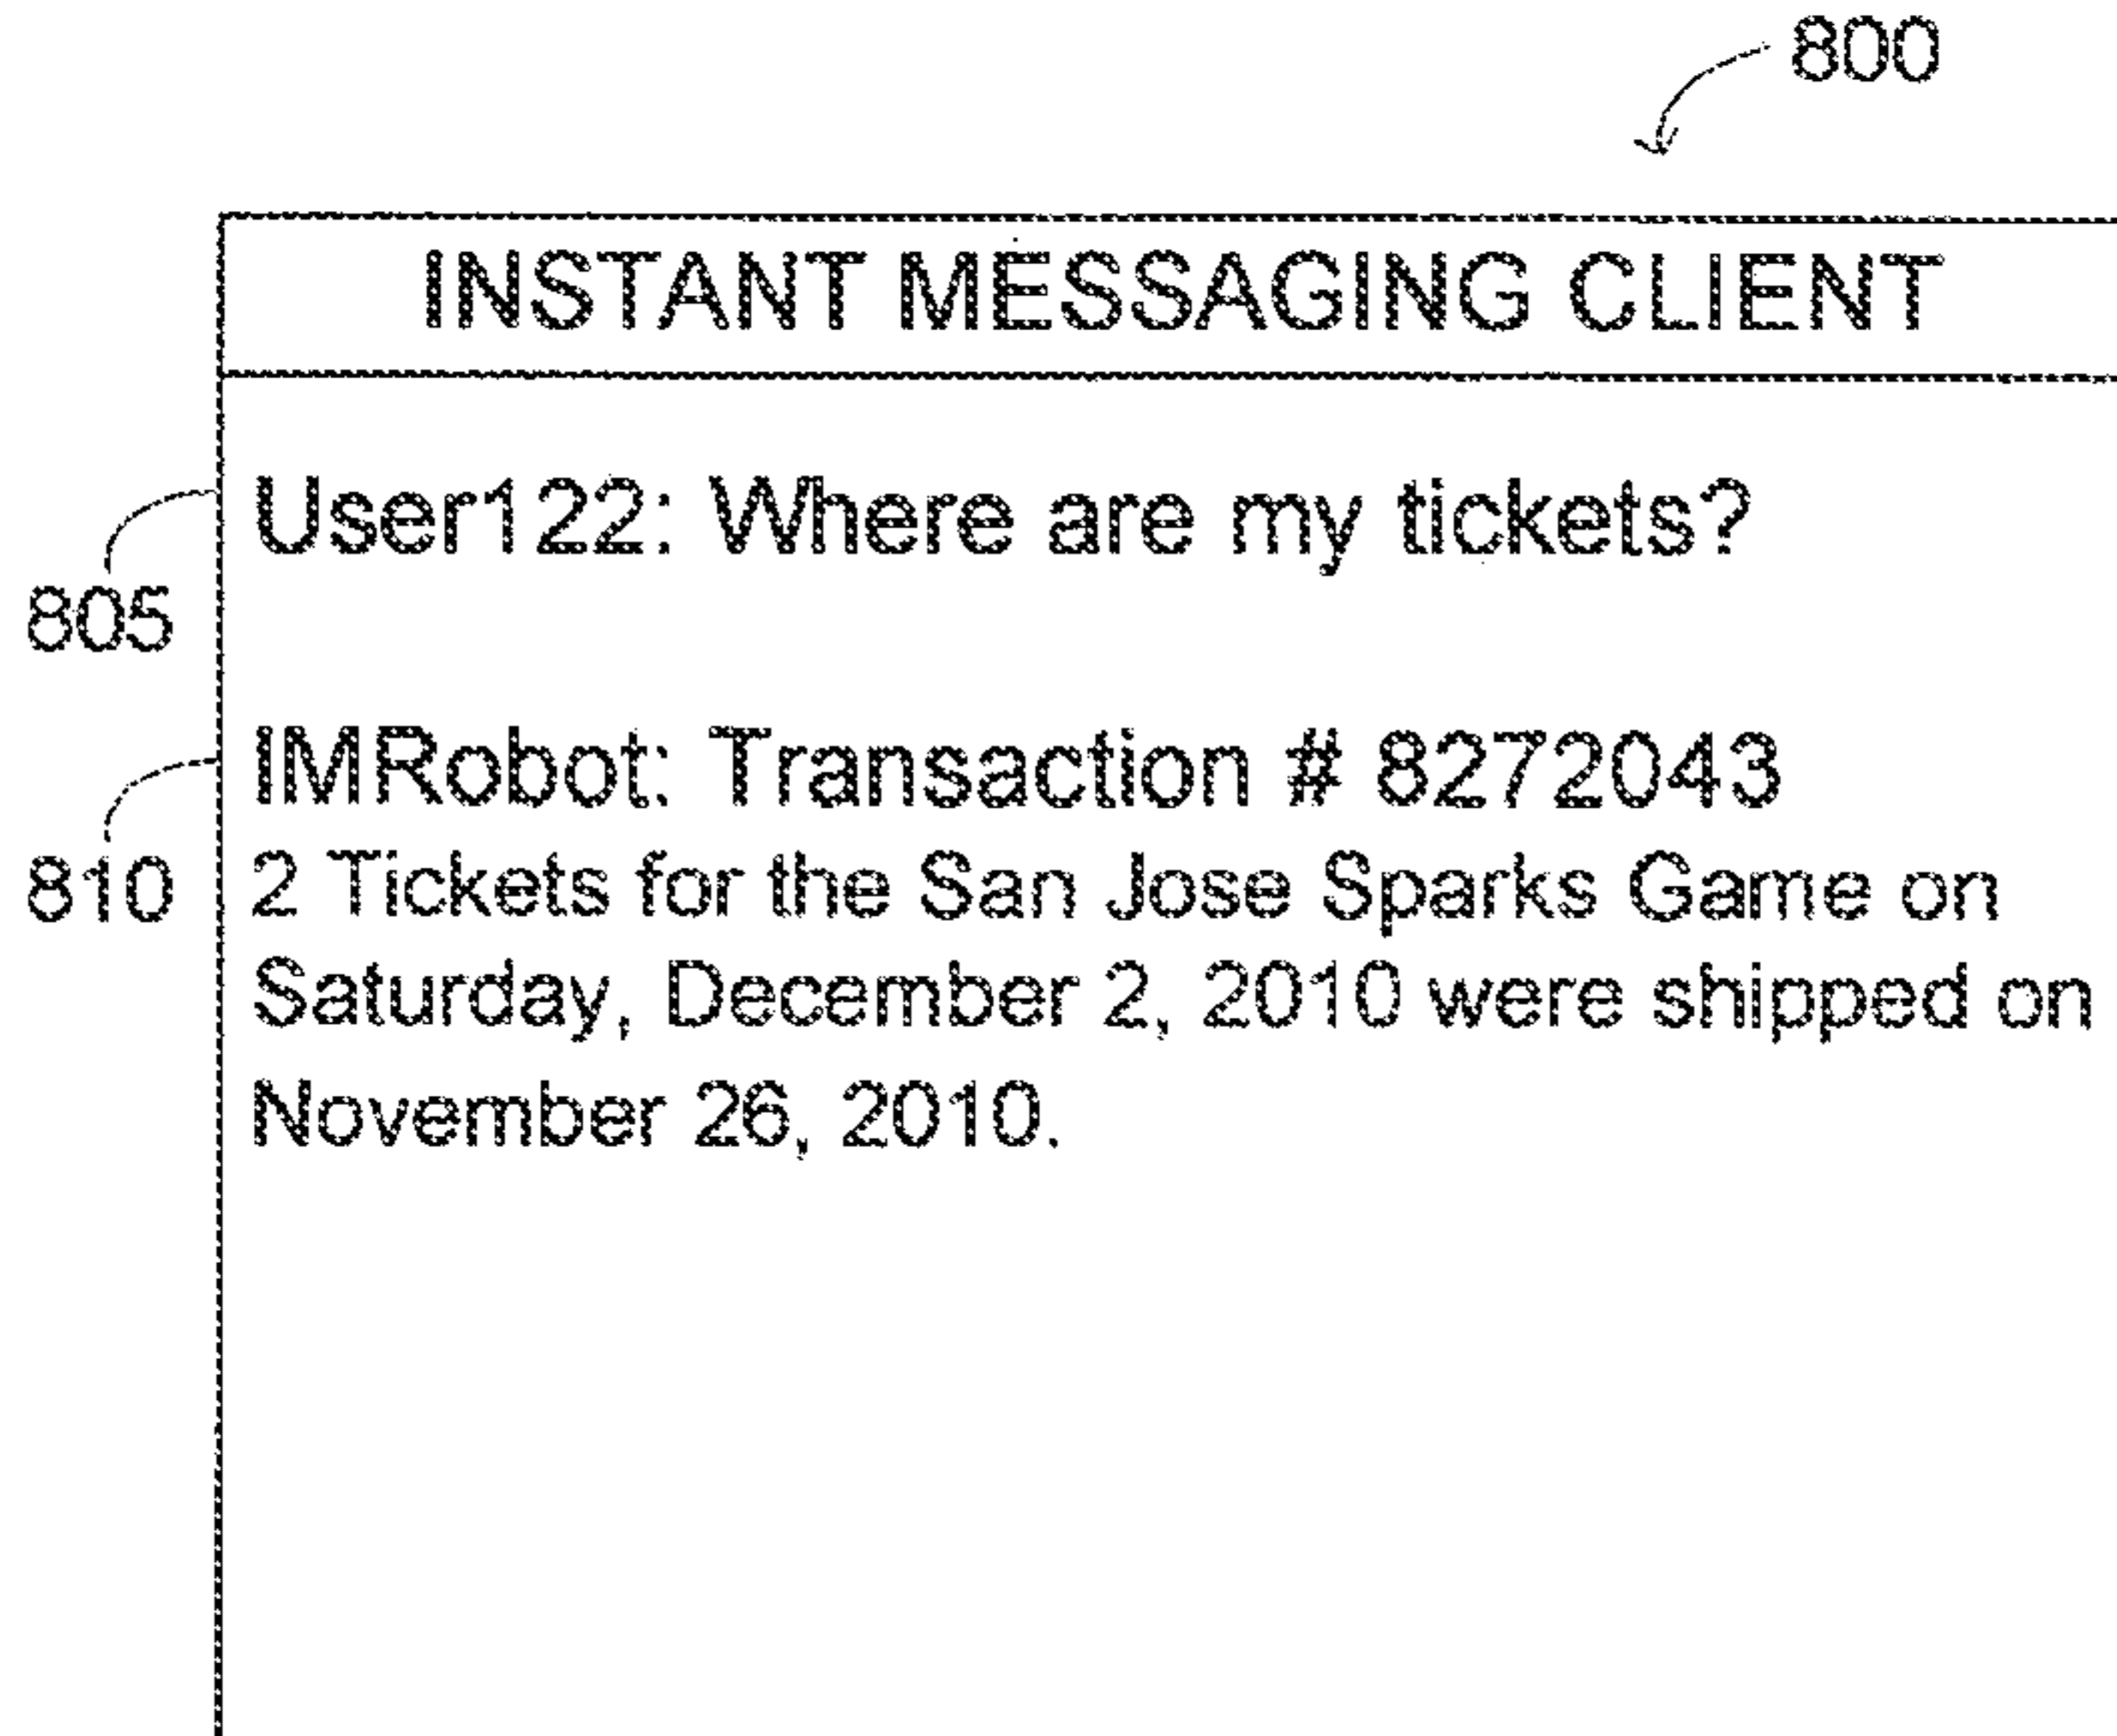 800
INSTANT MESSAGING CLIENT
User122: Where are my tickets?
805
IMRobot: Transaction # 8272043
810
2 Tickets for the San Jose Sparks Game on
Saturday, December 2, 2010 were shipped on
November 26, 2010.